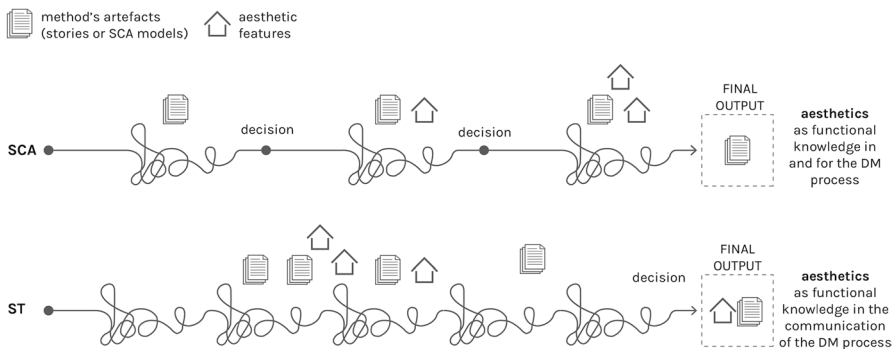 method's artefacts
(stories or SCA models)
aesthetic
features
SCA
decision
decision
FINAL
OUTPUT
aesthetics
as functional
knowledge in
and for the DM
process
ST
decision
FINAL
OUTPUT
aesthetics
as functional
knowledge in the
communication
of the DM process